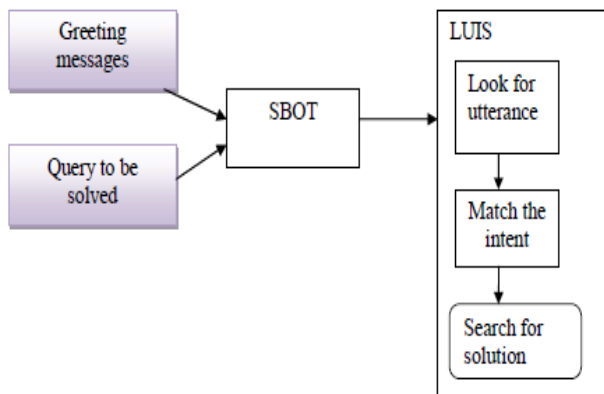 Greeting
messages
Query to be
solved
SBOT
LUIS
Look for
utterance
Match the
intent
Search for
solution